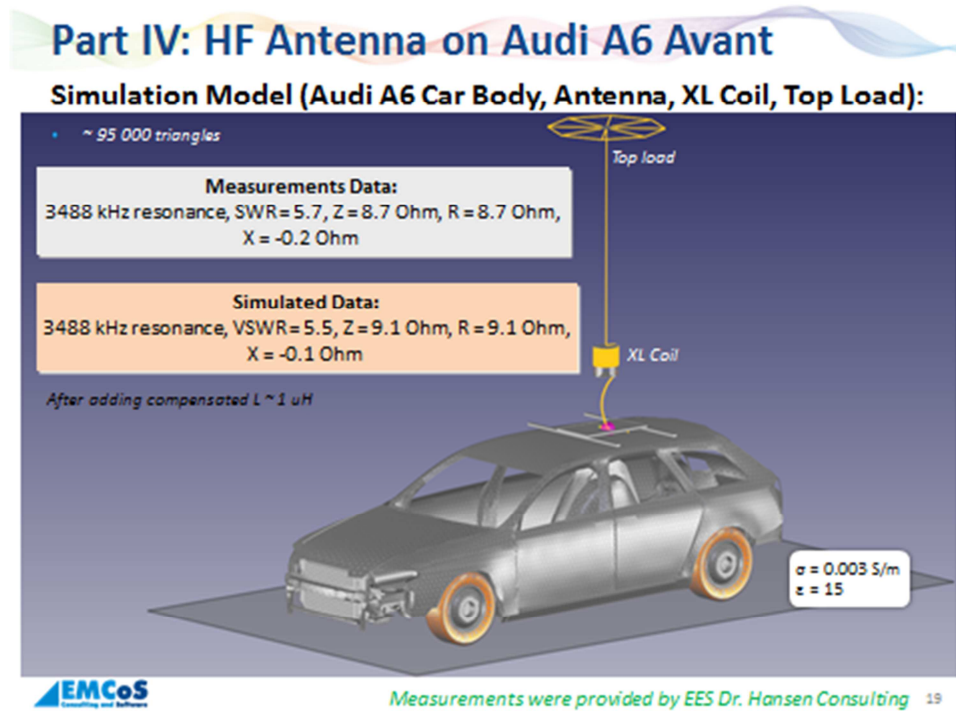 Part IV: HF Antenna on Audi A6 Avant
Simulation Model (Audi A6 Car Body, Antenna, XL Coil, Top Load):
• ~ 95 000 triangles
Top load
Measurements Data:
3488 kHz resonance, SWR= 5.7, Z = 8.7 Ohm, R = 8.7 Ohm,
X = -0.2 Ohm
Simulated Data:
3488 kHz resonance, VSWR= 5.5, Z = 9.1 Ohm, R = 9.1 Ohm,
X = -0.1 Ohm
XL Coil
After adding compensated L ~ 1 uH
σ = 0.003 S/m
ε = 15
EMCoS
Consulting and Software
Measurements were provided by EES Dr. Hansen Consulting
19